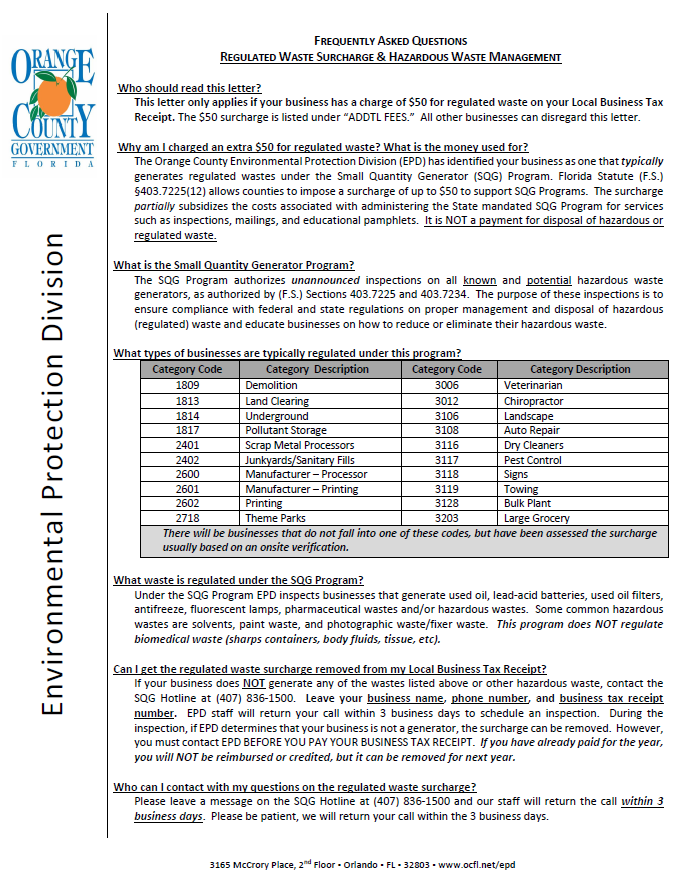 ORANGE
COUNTY
GOVERNMENT
FLORIDA
Environmental Protection Division
FREQUENTLY ASKED QUESTIONS
REGULATED WASTE SURCHARGE & HAZARDOUS WASTE MANAGEMENT
Who should read this letter?
This letter only applies if your business has a charge of $50 for regulated waste on your Local Business Tax
Receipt. The $50 surcharge is listed under “ADDTL FEES.” All other businesses can disregard this letter.
Why am I charged an extra $50 for regulated waste? What is the money used for?
The Orange County Environmental Protection Division (EPD) has identified your business as one that typically
generates regulated wastes under the Small Quantity Generator (SQG) Program. Florida Statute (F.S.)
§403.7225(12) allows counties to impose a surcharge of up to $50 to support SQG Programs. The surcharge
partially subsidizes the costs associated with administering the State mandated SQG Program for services
such as inspections, mailings, and educational pamphlets. It is NOT a payment for disposal of hazardous or
regulated waste.
What is the Small Quantity Generator Program?
The SQG Program authorizes unannounced inspections on all known and potential hazardous waste
generators, as authorized by (F.S.) Sections 403.7225 and 403.7234. The purpose of these inspections is to
ensure compliance with federal and state regulations on proper management and disposal of hazardous
(regulated) waste and educate businesses on how to reduce or eliminate their hazardous waste.
What types of businesses are typically regulated under this program?
Category Code Category Description Category Code Category Description
1809 Demolition 3006 Veterinarian
1813 Land Clearing 3012 Chiropractor
1814 Underground 3106 Landscape
1817 Pollutant Storage 3108 Auto Repair
2401 Scrap Metal Processors 3116 Dry Cleaners
2402 Junkyards/Sanitary Fills 3117 Pest Control
2600 Manufacturer – Processor 3118 Signs
2601 Manufacturer – Printing 3119 Towing
2602 Printing 3128 Bulk Plant
2718 Theme Parks 3203 Large Grocery
There will be businesses that do not fall into one of these codes, but have been assessed the surcharge
usually based on an onsite verification.
What waste is regulated under the SQG Program?
Under the SQG Program EPD inspects businesses that generate used oil, lead-acid batteries, used oil filters,
antifreeze, fluorescent lamps, pharmaceutical wastes and/or hazardous wastes. Some common hazardous
wastes are solvents, paint waste, and photographic waste/fixer waste. This program does NOT regulate
biomedical waste (sharps containers, body fluids, tissue, etc).
Can I get the regulated waste surcharge removed from my Local Business Tax Receipt?
If your business does NOT generate any of the wastes listed above or other hazardous waste, contact the
SQG Hotline at (407) 836-1500. Leave your business name, phone number, and business tax receipt
number. EPD staff will return your call within 3 business days to schedule an inspection. During the
inspection, if EPD determines that your business is not a generator, the surcharge can be removed. However,
you must contact EPD BEFORE YOU PAY YOUR BUSINESS TAX RECEIPT. If you have already paid for the year,
you will NOT be reimbursed or credited, but it can be removed for next year.
Who can I contact with my questions on the regulated waste surcharge?
Please leave a message on the SQG Hotline at (407) 836-1500 and our staff will return the call within 3
business days. Please be patient, we will return your call within the 3 business days.
3165 McCrory Place, 2nd Floor • Orlando • FL • 32803 • www.ocfl.net/epd